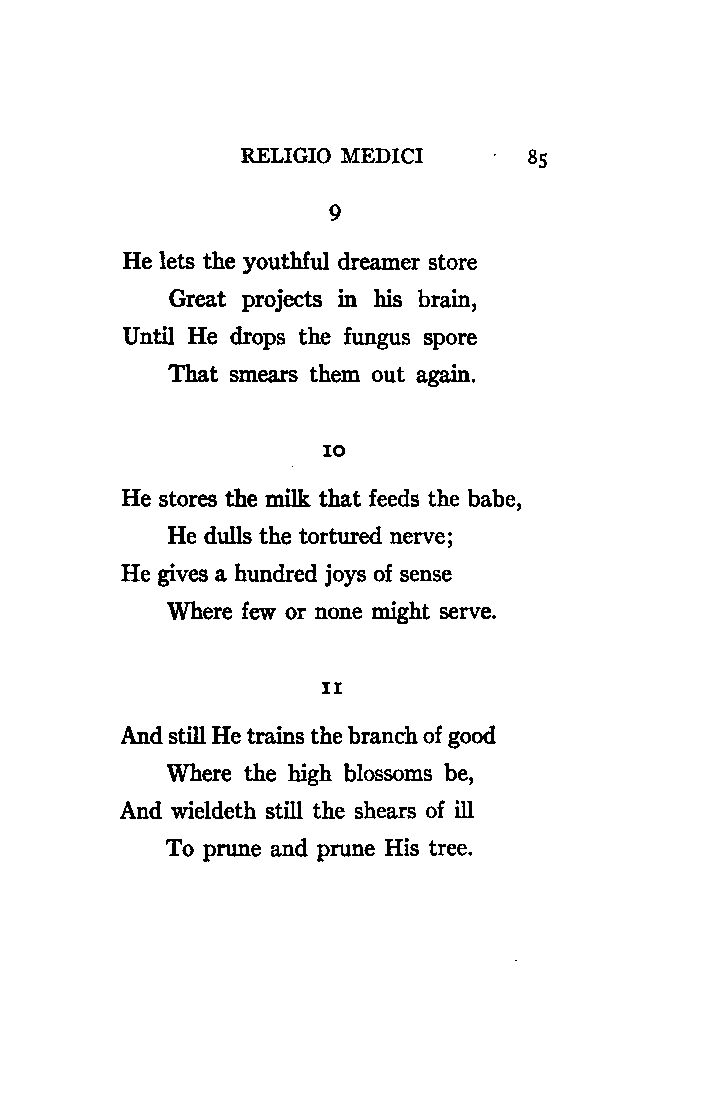 RELIGIO MEDICI 85
9
He lets the youthful dreamer store
Great projects in his brain,
Until He drops the fungus spore
That smears them out again.
10
He stores the milk that feeds the babe,
He dulls the tortured nerve;
He gives a hundred joys of sense
Where few or none might serve.
11
And still He trains the branch of good
Where the high blossoms be,
And wieldeth still the shears of ill
To prune and prune His tree.